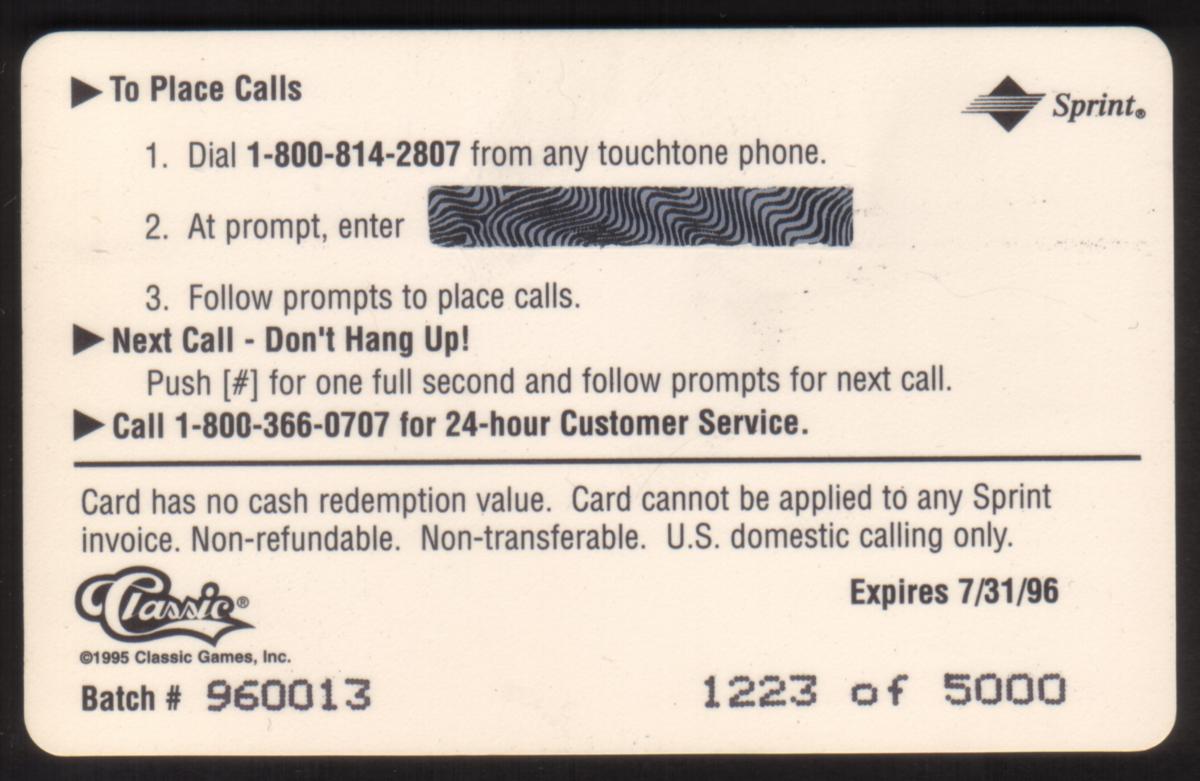 ▶ To Place Calls
Sprint®
1. Dial 1-800-814-2807 from any touchtone phone.
2. At prompt, enter
3. Follow prompts to place calls.
▶ Next Call - Don't Hang Up!
Push [#] for one full second and follow prompts for next call.
▶ Call 1-800-366-0707 for 24-hour Customer Service.
Card has no cash redemption value. Card cannot be applied to any Sprint
invoice. Non-refundable. Non-transferable. U.S. domestic calling only.
Classic®
Expires 7/31/96
©1995 Classic Games, Inc.
Batch # 960013
1223 of 5000